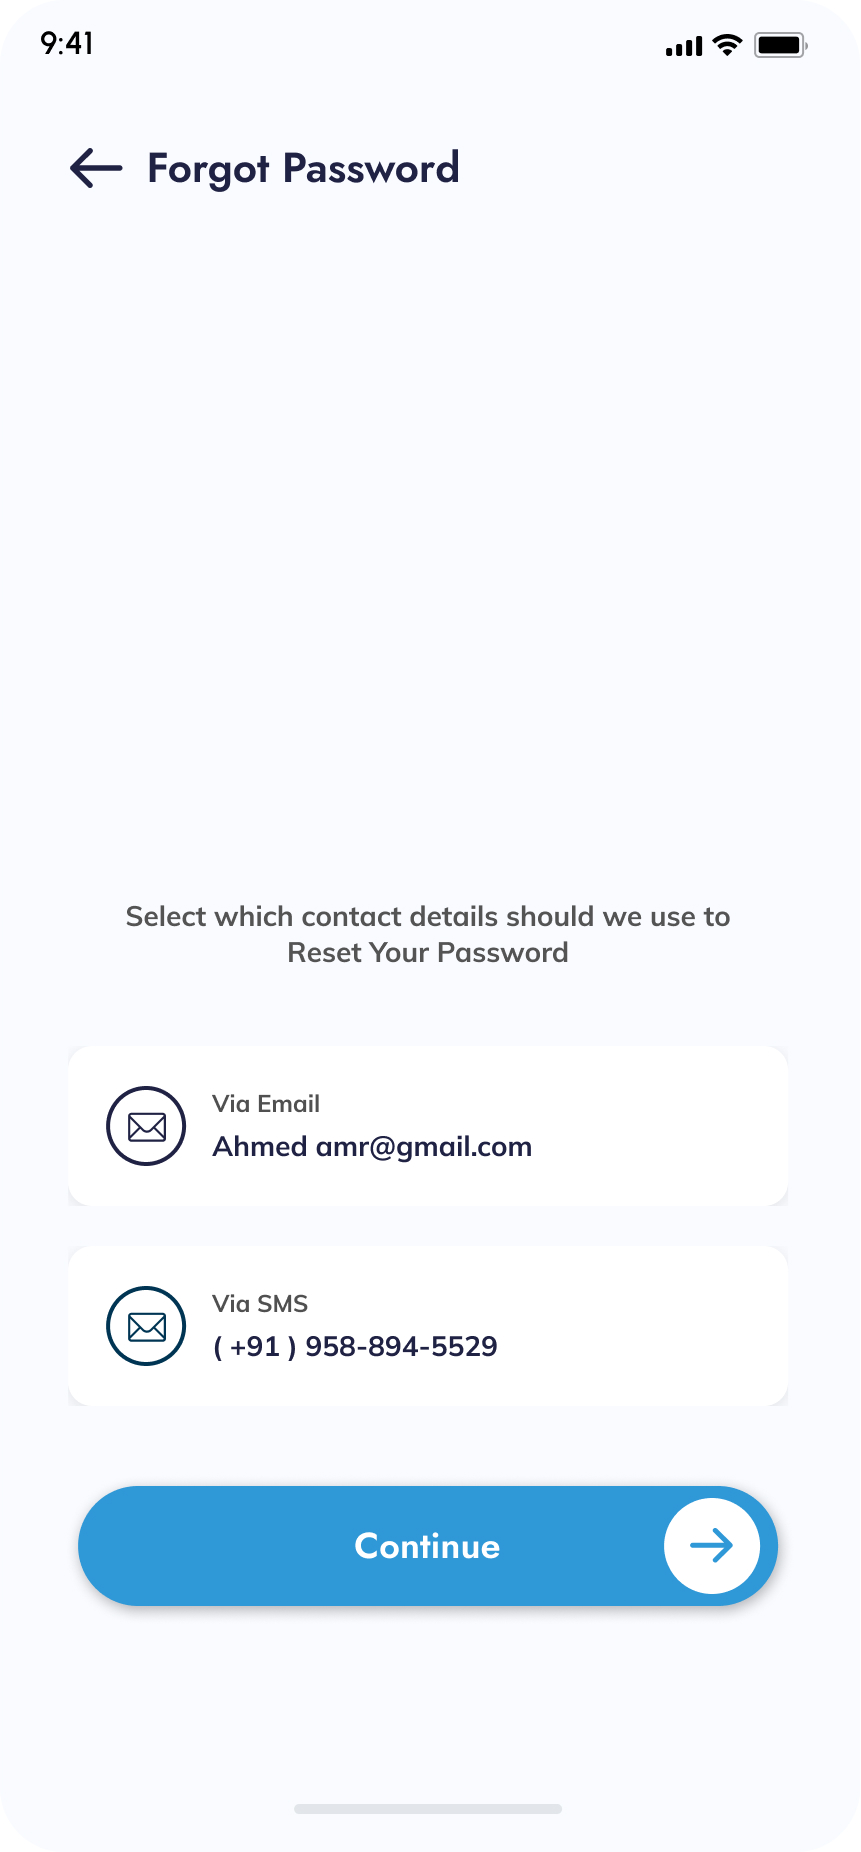 9:41
Forgot Password
Select which contact details should we use to
Reset Your Password
Via Email
Ahmed amr@gmail.com
Via SMS
( +91 ) 958-894-5529
Continue